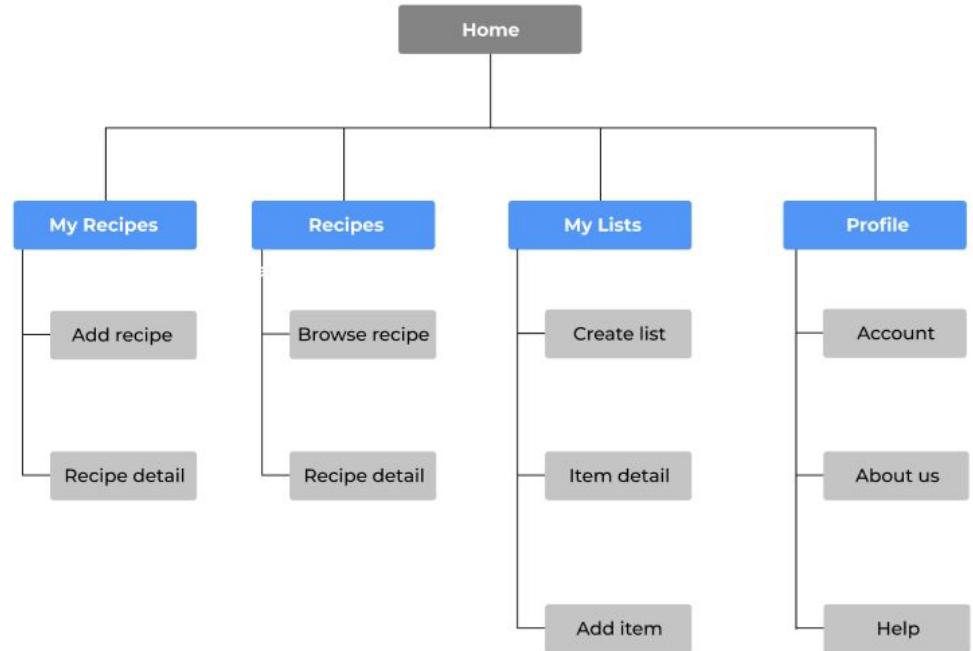 Home
My Recipes
Recipes
My Lists
Profile
Add recipe
Browse recipe
Create list
Account
Recipe detail
Recipe detail
Item detail
About us
Add item
Help